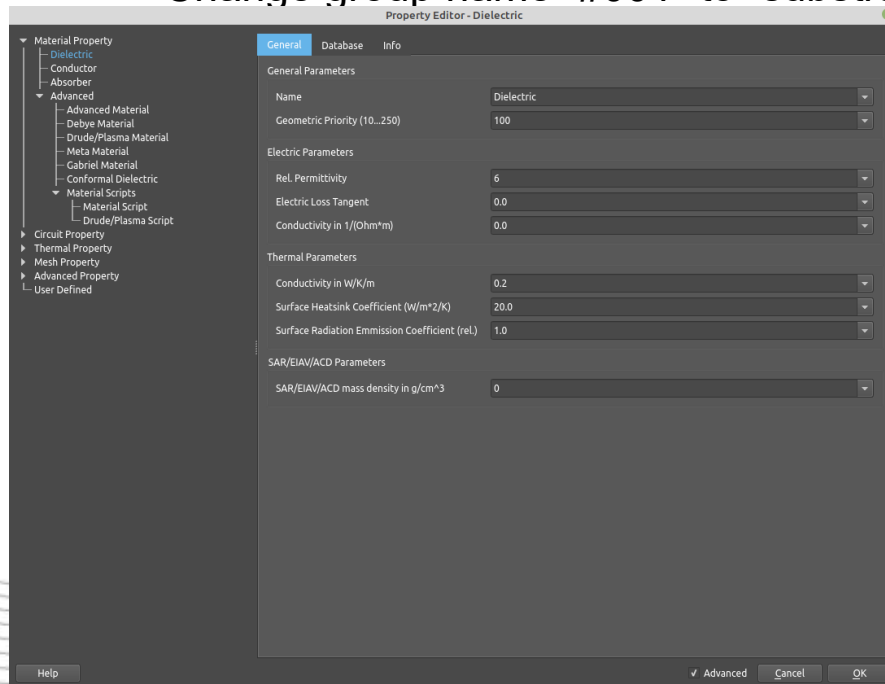 Property Editor - Dielectric
Material Property
Dielectric
Conductor
Absorber
Advanced
Advanced Material
Debye Material
Drude/Plasma Material
Meta Material
Gabriel Material
Conformal Dielectric
Material Scripts
Material Script
Drude/Plasma Script
Circuit Property
Thermal Property
Mesh Property
Advanced Property
User Defined
General Database Info
General Parameters
Name Dielectric
Geometric Priority (10...250) 100
Electric Parameters
Rel. Permittivity 6
Electric Loss Tangent 0.0
Conductivity in 1/(Ohm*m) 0.0
Thermal Parameters
Conductivity in W/K/m 0.2
Surface Heatsink Coefficient (W/m^2/K) 20.0
Surface Radiation Emmission Coefficient (rel.) 1.0
SAR/EIAV/ACD Parameters
SAR/EIAV/ACD mass density in g/cm^3 0
Help ✓ Advanced Cancel OK